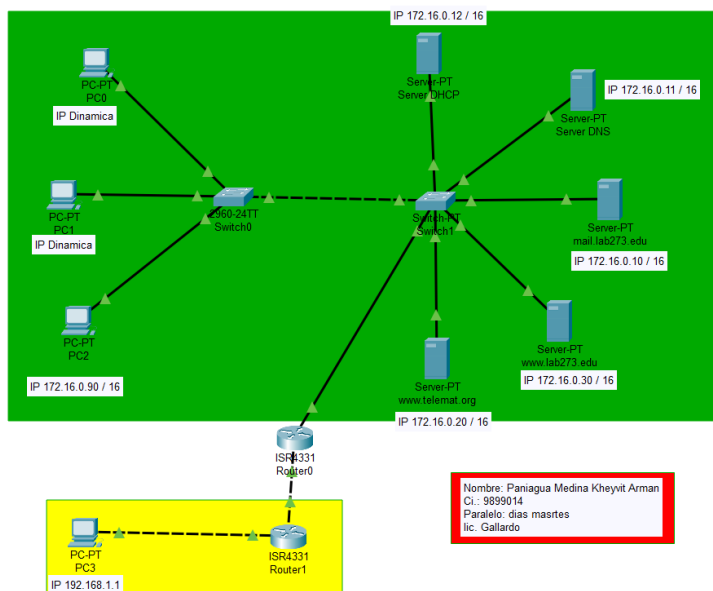 IP 172.16.0.12 / 16
PC-PT
PC0
IP Dinamica
Server-PT
Server DHCP
IP 172.16.0.11 / 16
Server-PT
Server DNS
PC-PT
PC1
IP Dinamica
2960-24TT
Switch0
Switch-PT
Switch1
Server-PT
mail.lab273.edu
IP 172.16.0.10 / 16
PC-PT
PC2
IP 172.16.0.90 / 16
Server-PT
www.lab273.edu
IP 172.16.0.30 / 16
Server-PT
www.telemat.org
IP 172.16.0.20 / 16
ISR4331
Router0
Nombre: Paniagua Medina Kheyvit Arman
Ci.: 9899014
Paralelo: dias masrtes
lic. Gallardo
PC-PT
PC3
IP 192.168.1.1
ISR4331
Router1